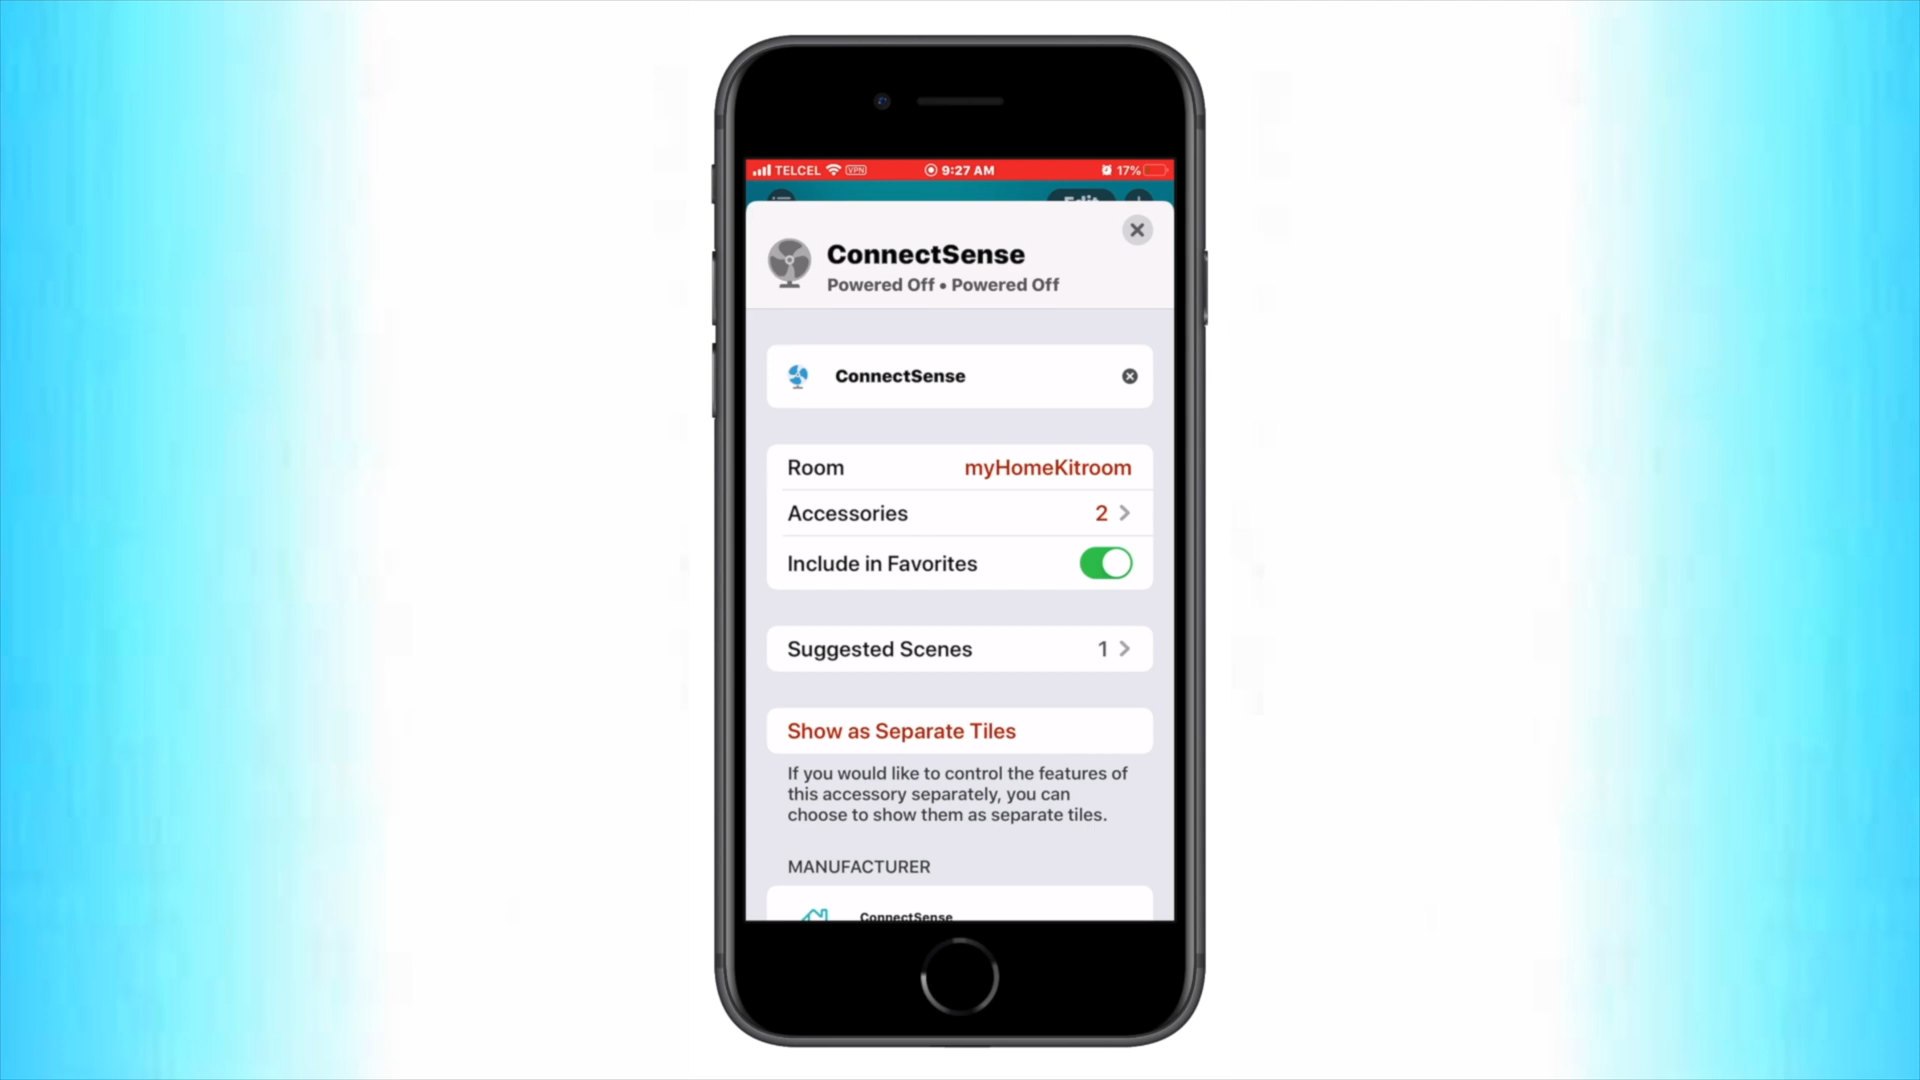 TELCEL VPN 9:27 AM 17%
Edit
ConnectSense
Powered Off • Powered Off
ConnectSense
Room myHomeKitroom
Accessories 2
Include in Favorites
Suggested Scenes 1
Show as Separate Tiles
If you would like to control the features of
this accessory separately, you can
choose to show them as separate tiles.
MANUFACTURER
ConnectSense